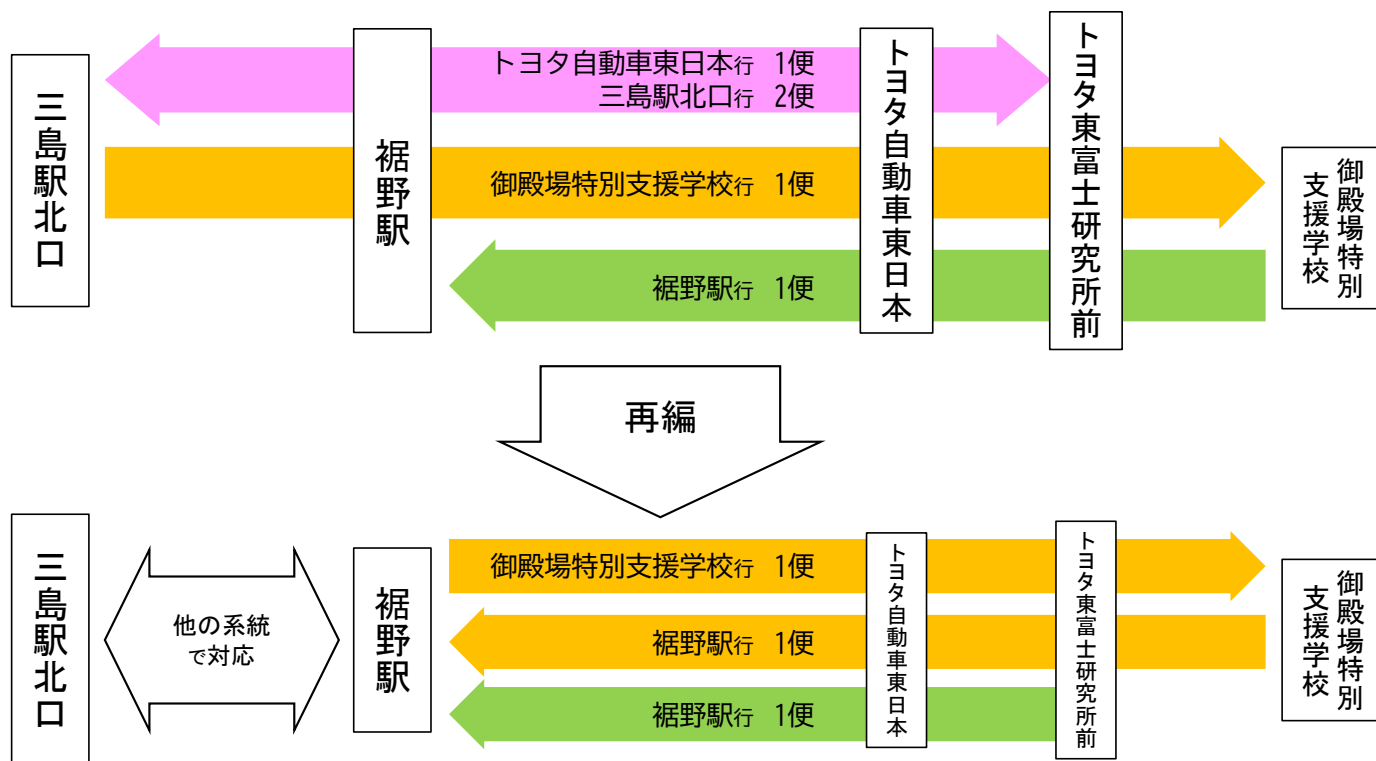 三島駅北口
裾野駅
トヨタ自動車東日本行 1便
三島駅北口行 2便
御殿場特別支援学校行 1便
裾野駅行 1便
トヨタ自動車東日本
トヨタ東富士研究所前
御殿場特別
支援学校
再編
三島駅北口
他の系統
で対応
裾野駅
御殿場特別支援学校行 1便
裾野駅行 1便
裾野駅行 1便
トヨタ自動車東日本
トヨタ東富士研究所前
御殿場特別
支援学校